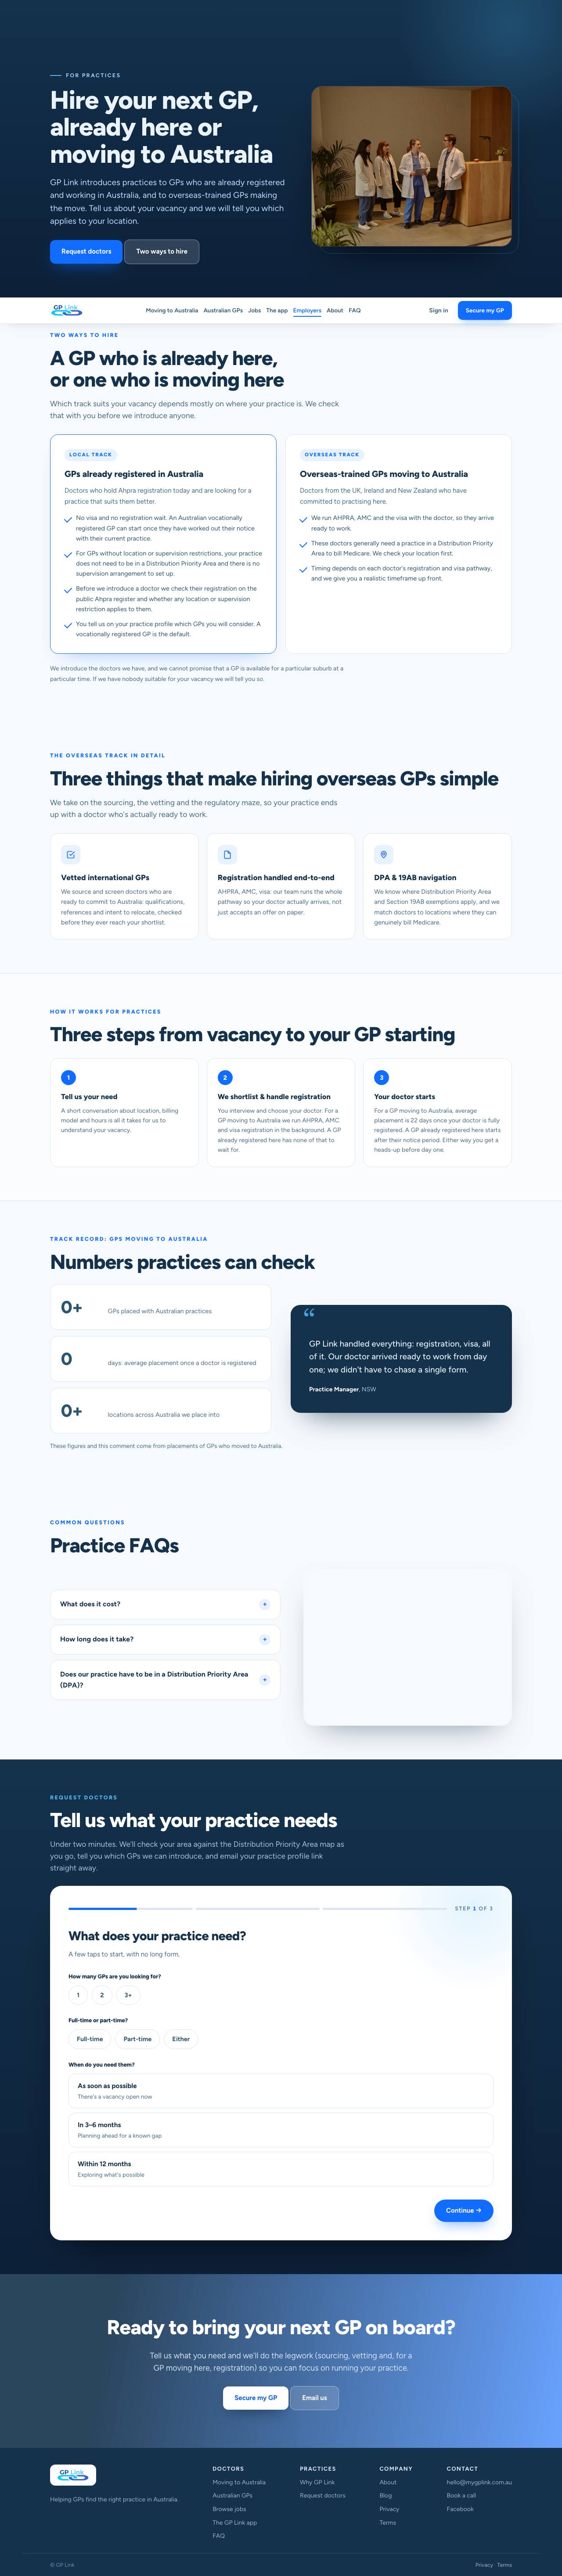 FOR PRACTICES
Hire your next GP,
already here or
moving to Australia
GP Link introduces practices to GPs who are already registered
and working in Australia, and to overseas-trained GPs making
the move. Tell us about your vacancy and we will tell you which
applies to your location.
Request doctors
Two ways to hire
GP Link
Moving to Australia
Australian GPs
Jobs
The app
Employers
About
FAQ
Sign in
Secure my GP
TWO WAYS TO HIRE
A GP who is already here,
or one who is moving here
Which track suits your vacancy depends mostly on where your practice is. We check
that with you before we introduce anyone.
LOCAL TRACK
GPs already registered in Australia
Doctors who hold Ahpra registration today and are looking for a
practice that suits them better.
No visa and no registration wait. An Australian vocationally
registered GP can start once they have worked out their notice
with their current practice.
For GPs without location or supervision restrictions, your practice
does not need to be in a Distribution Priority Area and there is no
supervision arrangement to set up.
Before we introduce a doctor we check their registration on the
public Ahpra register and whether any location or supervision
restriction applies to them.
You tell us on your practice profile which GPs you will consider. A
vocationally registered GP is the default.
OVERSEAS TRACK
Overseas-trained GPs moving to Australia
Doctors from the UK, Ireland and New Zealand who have
committed to practising here.
We run AHPRA, AMC and the visa with the doctor, so they arrive
ready to work.
These doctors generally need a practice in a Distribution Priority
Area to bill Medicare. We check your location first.
Timing depends on each doctor's registration and visa pathway,
and we give you a realistic timeframe up front.
We introduce the doctors we have, and we cannot promise that a GP is available for a particular suburb at a
particular time. If we have nobody suitable for your vacancy we will tell you so.
THE OVERSEAS TRACK IN DETAIL
Three things that make hiring overseas GPs simple
We take on the sourcing, the vetting and the regulatory maze, so your practice ends
up with a doctor who's actually ready to work.
Vetted international GPs
We source and screen doctors who are
ready to commit to Australia: qualifications,
references and intent to relocate, checked
before they ever reach your shortlist.
Registration handled end-to-end
AHPRA, AMC, visa: our team runs the whole
pathway so your doctor actually arrives, not
just accepts an offer on paper.
DPA & 19AB navigation
We know where Distribution Priority Area
and Section 19AB exemptions apply, and we
match doctors to locations where they can
genuinely bill Medicare.
HOW IT WORKS FOR PRACTICES
Three steps from vacancy to your GP starting
1
Tell us your need
A short conversation about location, billing
model and hours is all it takes for us to
understand your vacancy.
2
We shortlist & handle registration
You interview and choose your doctor. For a
GP moving to Australia we run AHPRA, AMC
and visa registration in the background. A GP
already registered here has none of that to
wait for.
3
Your doctor starts
For a GP moving to Australia, average
placement is 22 days once your doctor is fully
registered. A GP already registered here starts
after their notice period. Either way you get a
heads-up before day one.
TRACK RECORD: GPS MOVING TO AUSTRALIA
Numbers practices can check
0+
GPs placed with Australian practices
0
days: average placement once a doctor is registered
0+
locations across Australia we place into
“
GP Link handled everything: registration, visa, all
of it. Our doctor arrived ready to work from day
one; we didn't have to chase a single form.
Practice Manager, NSW
These figures and this comment come from placements of GPs who moved to Australia.
COMMON QUESTIONS
Practice FAQs
What does it cost?
+
How long does it take?
+
Does our practice have to be in a Distribution Priority Area
(DPA)?
+
REQUEST DOCTORS
Tell us what your practice needs
Under two minutes. We'll check your area against the Distribution Priority Area map as
you go, tell you which GPs we can introduce, and email your practice profile link
straight away.
STEP 1 OF 3
What does your practice need?
A few taps to start, with no long form.
How many GPs are you looking for?
1
2
3+
Full-time or part-time?
Full-time
Part-time
Either
When do you need them?
As soon as possible
There's a vacancy open now
In 3–6 months
Planning ahead for a known gap
Within 12 months
Exploring what's possible
Continue →
Ready to bring your next GP on board?
Tell us what you need and we'll do the legwork (sourcing, vetting and, for a
GP moving here, registration) so you can focus on running your practice.
Secure my GP
Email us
GP Link
Helping GPs find the right practice in Australia.
DOCTORS
Moving to Australia
Australian GPs
Browse jobs
The GP Link app
FAQ
PRACTICES
Why GP Link
Request doctors
COMPANY
About
Blog
Privacy
Terms
CONTACT
hello@mygplink.com.au
Book a call
Facebook
© GP Link
Privacy · Terms